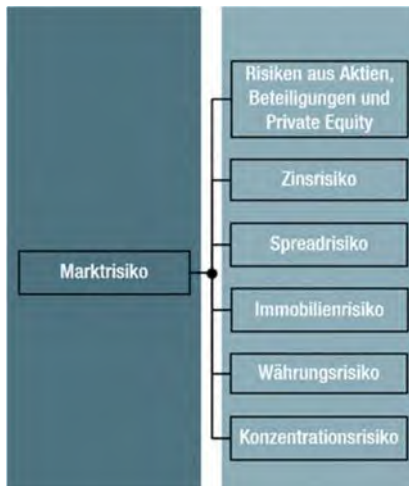 Marktrisiko
Risiken aus Aktien,
Beteiligungen und
Private Equity
Zinsrisiko
Spreadrisiko
Immobilienrisiko
Währungsrisiko
Konzentrationsrisiko